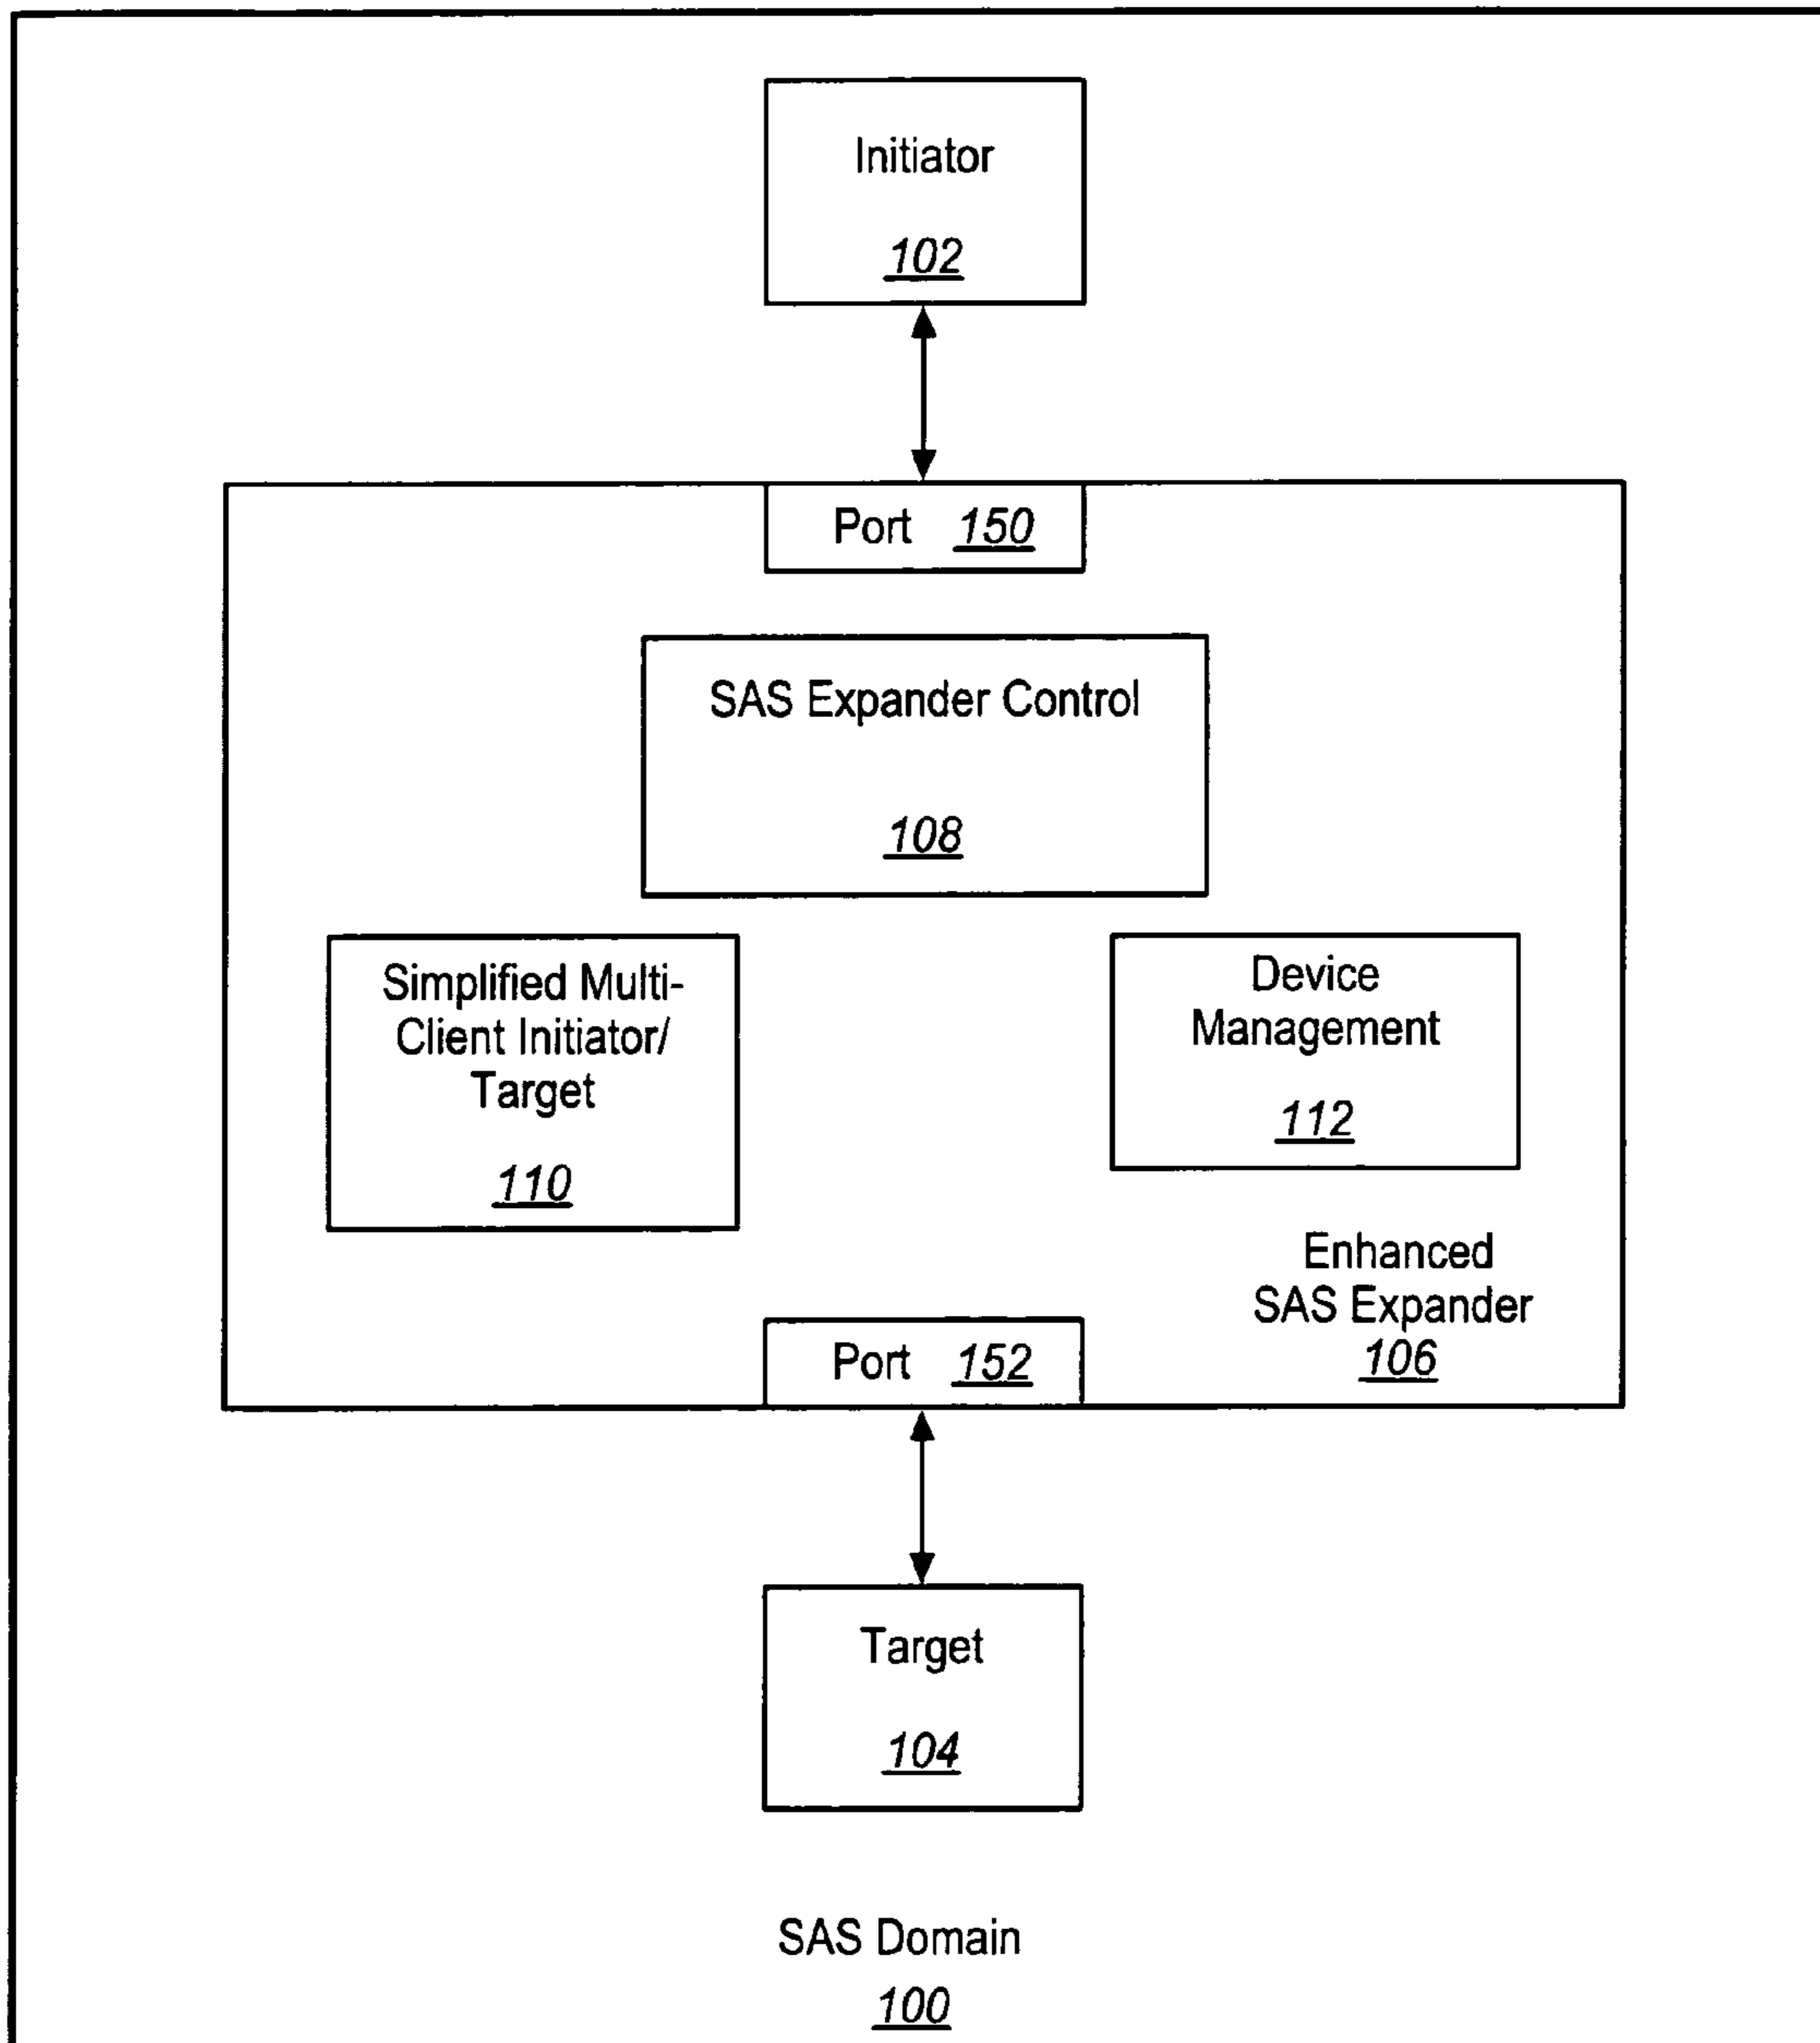 Initiator
102
Port 150
SAS Expander Control
108
Simplified Multi-
Client Initiator/
Target
110
Device
Management
112
Enhanced
SAS Expander
106
Port 152
Target
104
SAS Domain
100